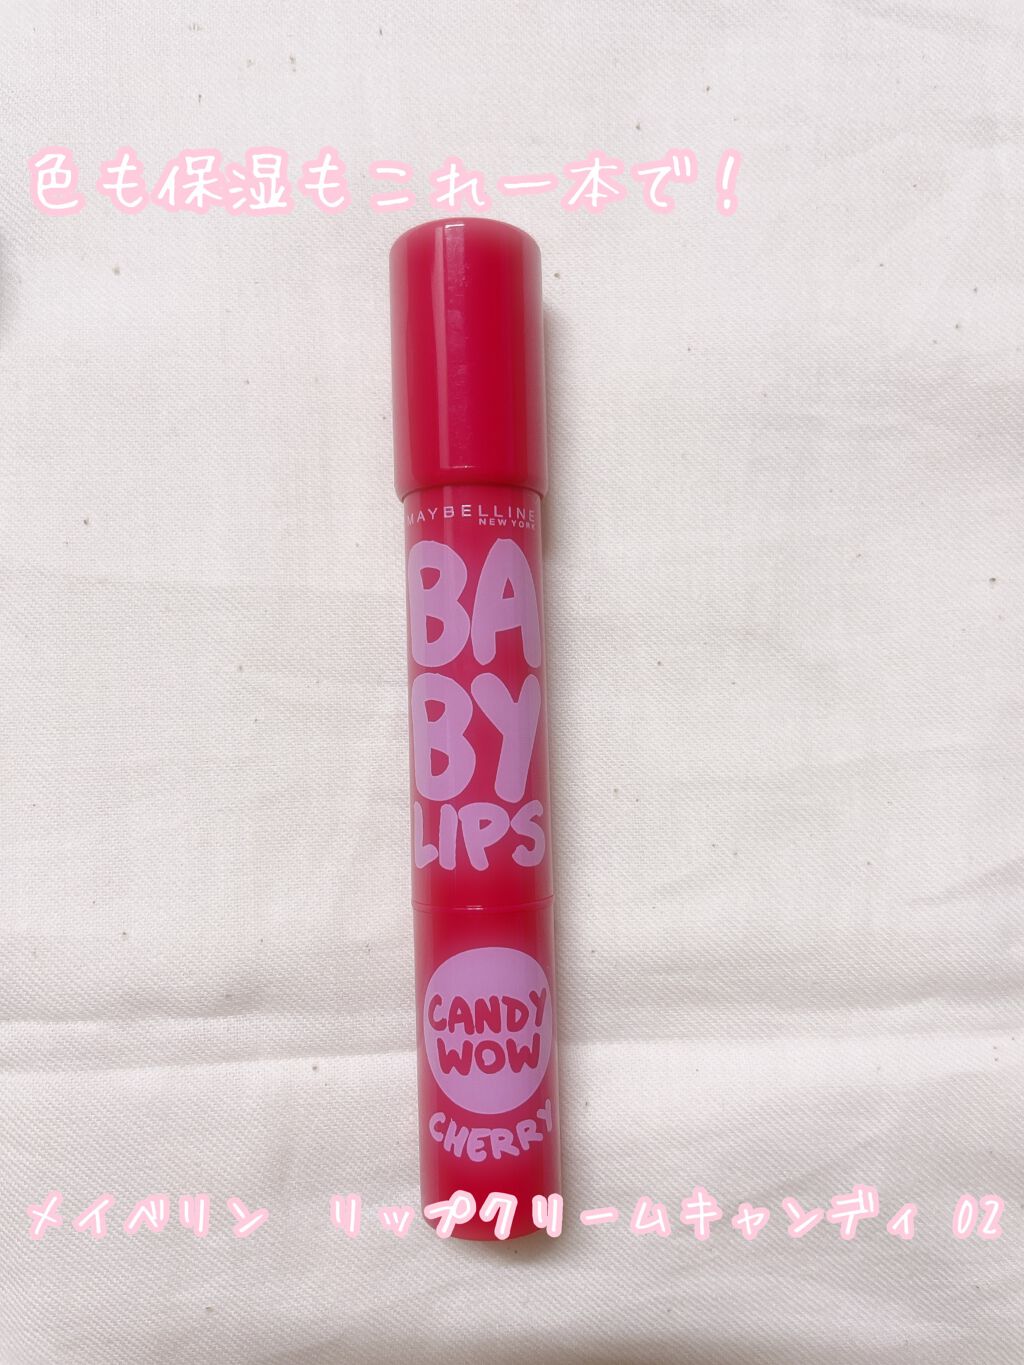 色も保湿もこれ一本で！
MAYBELLINE
NEW YORK
BA
BY
LIPS
CANDY
WOW
CHERRY
メイベリン　リップクリームキャンディ 02